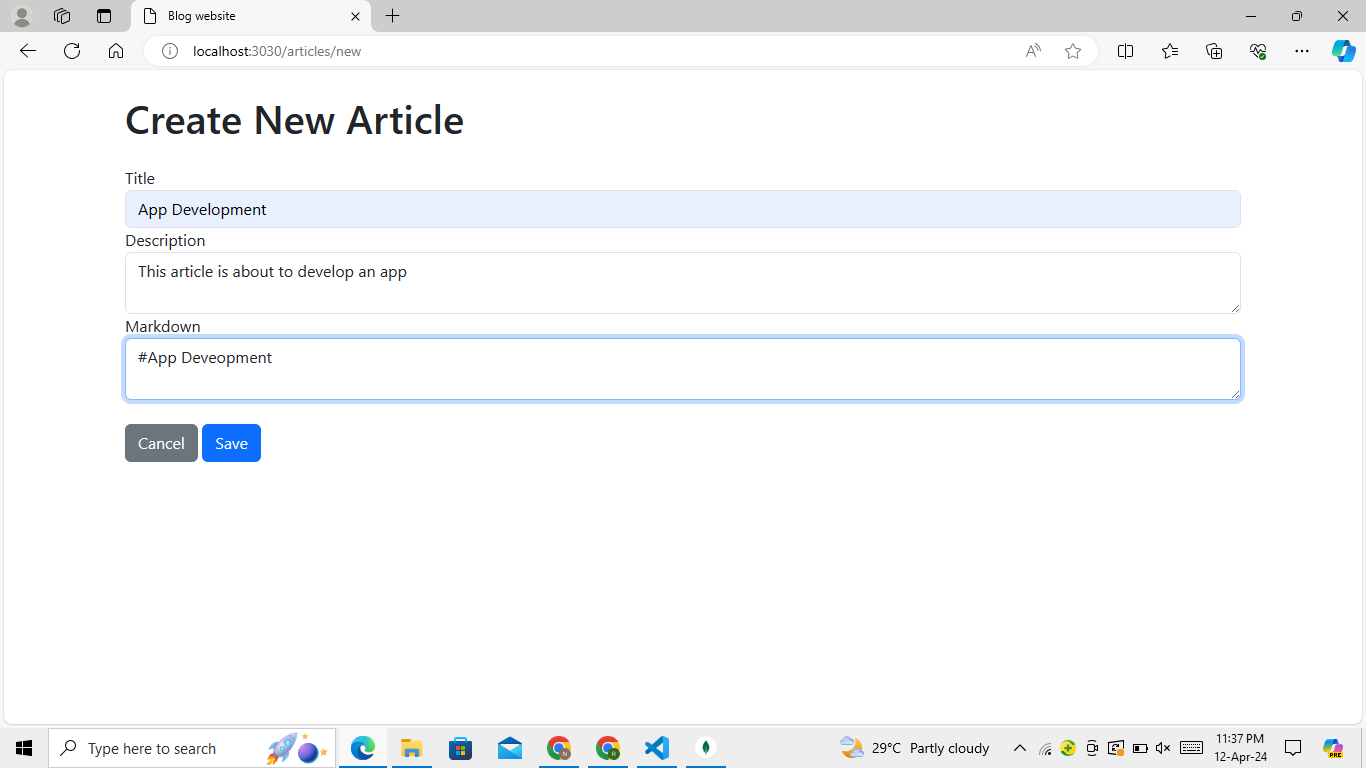 Blog website
localhost:3030/articles/new
Create New Article
Title
App Development
Description
This article is about to develop an app
Markdown
#App Deveopment
Cancel Save
Type here to search
29°C Partly cloudy
11:37 PM
12-Apr-24
N
R
PRE